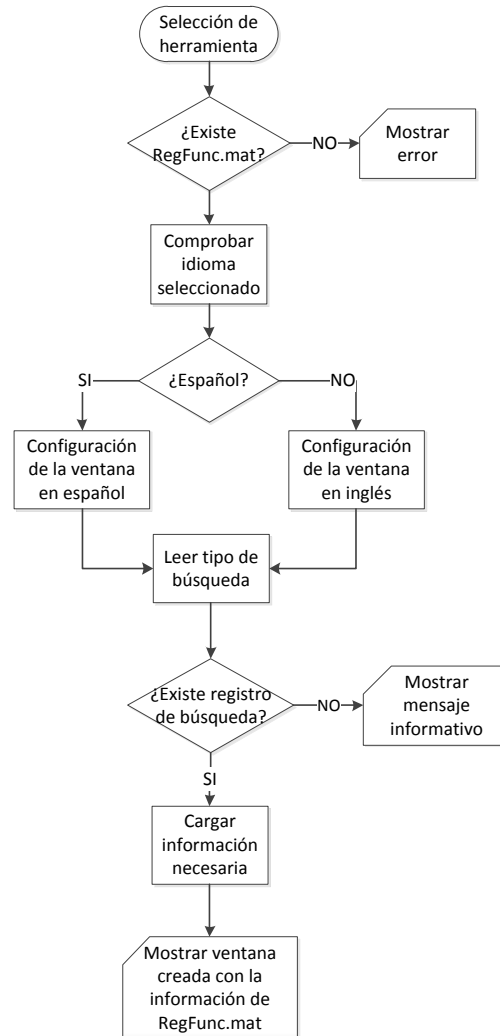 Selección de
herramienta
¿Existe
RegFunc.mat?
NO
Mostrar
error
Comprobar
idioma
seleccionado
SI
¿Español?
NO
Configuración
de la ventana
en español
Configuración
de la ventana
en inglés
Leer tipo de
búsqueda
¿Existe registro
de búsqueda?
NO
Mostrar
mensaje
informativo
SI
Cargar
información
necesaria
Mostrar ventana
creada con la
información de
RegFunc.mat